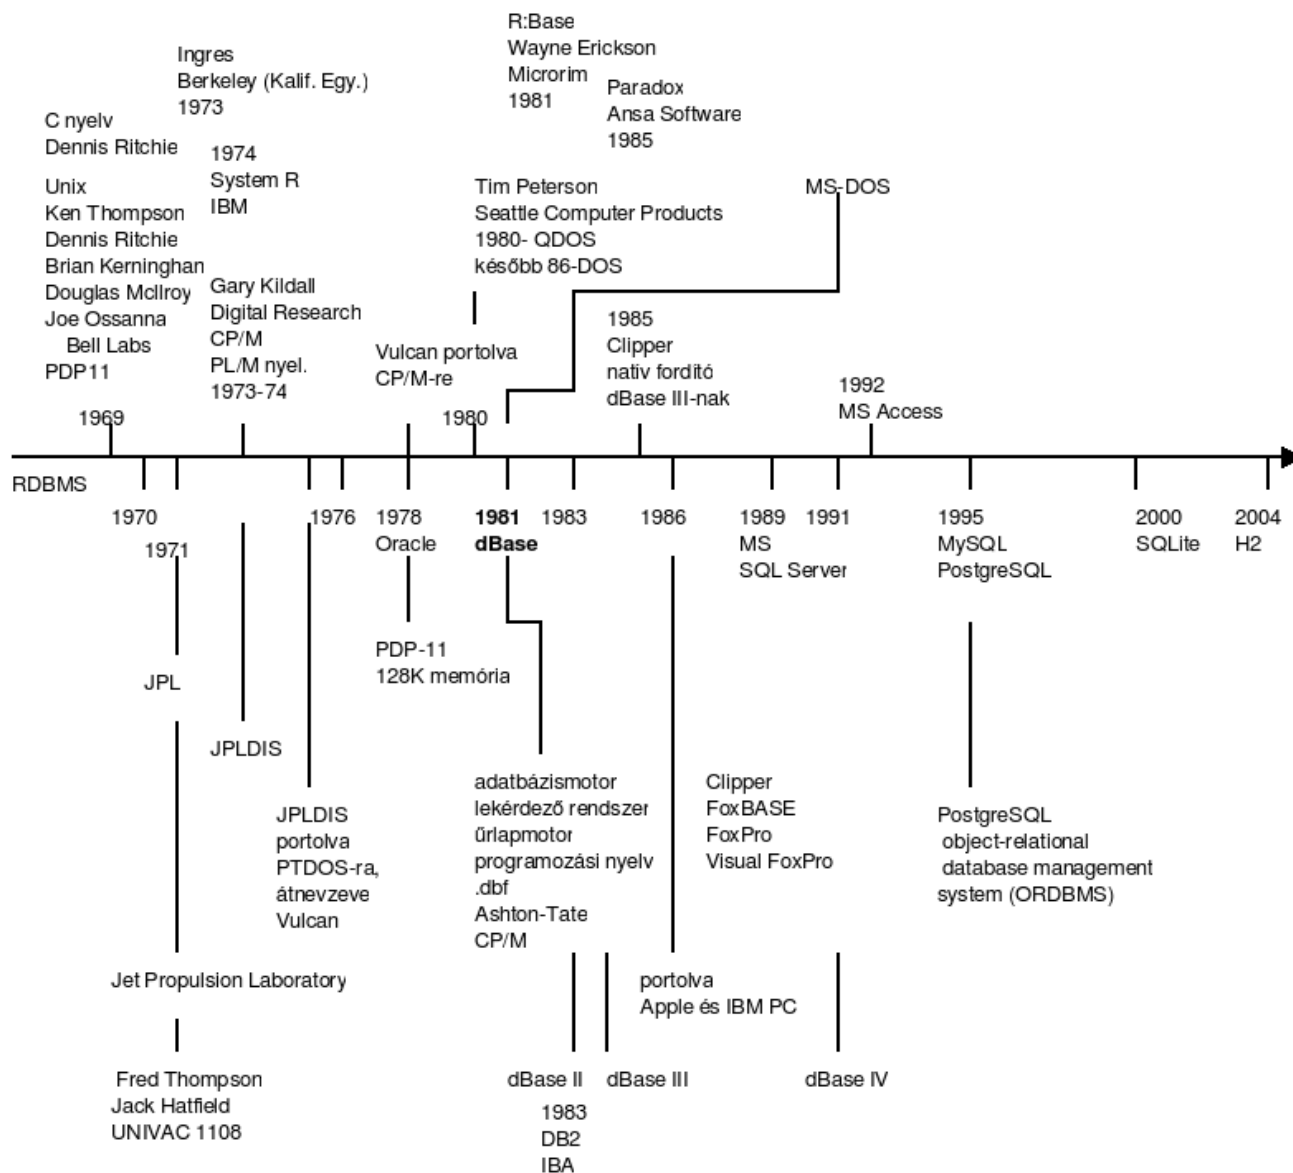 R:Base
Wayne Erickson
Microrim
1981
Ingres
Berkeley (Kalif. Egy.)
1973
Paradox
Ansa Software
1985
C nyelv
Dennis Ritchie
1974
System R
IBM
Unix
Ken Thompson
Dennis Ritchie
Brian Kerninghan
Douglas McIlroy
Joe Ossanna
Bell Labs
PDP11
Tim Peterson
Seattle Computer Products
1980- QDOS
később 86-DOS
MS-DOS
Gary Kildall
Digital Research
CP/M
PL/M nyel.
1973-74
Vulcan portolva
CP/M-re
1985
Clipper
nativ fordító
dBase III-nak
1992
MS Access
1969
1980
RDBMS
1970
1971
1976
1978
Oracle
1981
dBase
1983
1986
1989
MS
SQL Server
1991
1995
MySQL
PostgreSQL
2000
SQLite
2004
H2
PDP-11
128K memória
JPL
JPLDIS
JPLDIS
portolva
PTDOS-ra,
átnevzeve
Vulcan
adatbázismotor
lekérdező rendszer
űrlapmotor
programozási nyelv
.dbf
Ashton-Tate
CP/M
Clipper
FoxBASE
FoxPro
Visual FoxPro
PostgreSQL
object-relational
database management
system (ORDBMS)
Jet Propulsion Laboratory
portolva
Apple és IBM PC
Fred Thompson
Jack Hatfield
UNIVAC 1108
dBase II
dBase III
dBase IV
1983
DB2
IBA